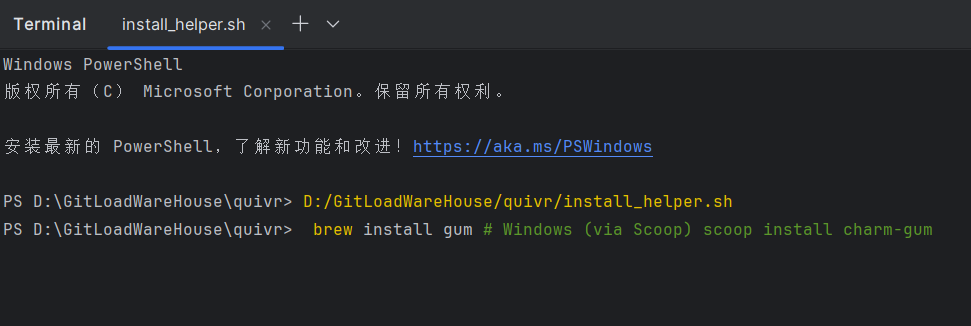 Terminal install_helper.sh
Windows PowerShell
版权所有（C） Microsoft Corporation。保留所有权利。
安装最新的 PowerShell，了解新功能和改进！https://aka.ms/PSWindows
PS D:\GitLoadWareHouse\quivr> D:/GitLoadWareHouse/quivr/install_helper.sh
PS D:\GitLoadWareHouse\quivr>  brew install gum # Windows (via Scoop) scoop install charm-gum